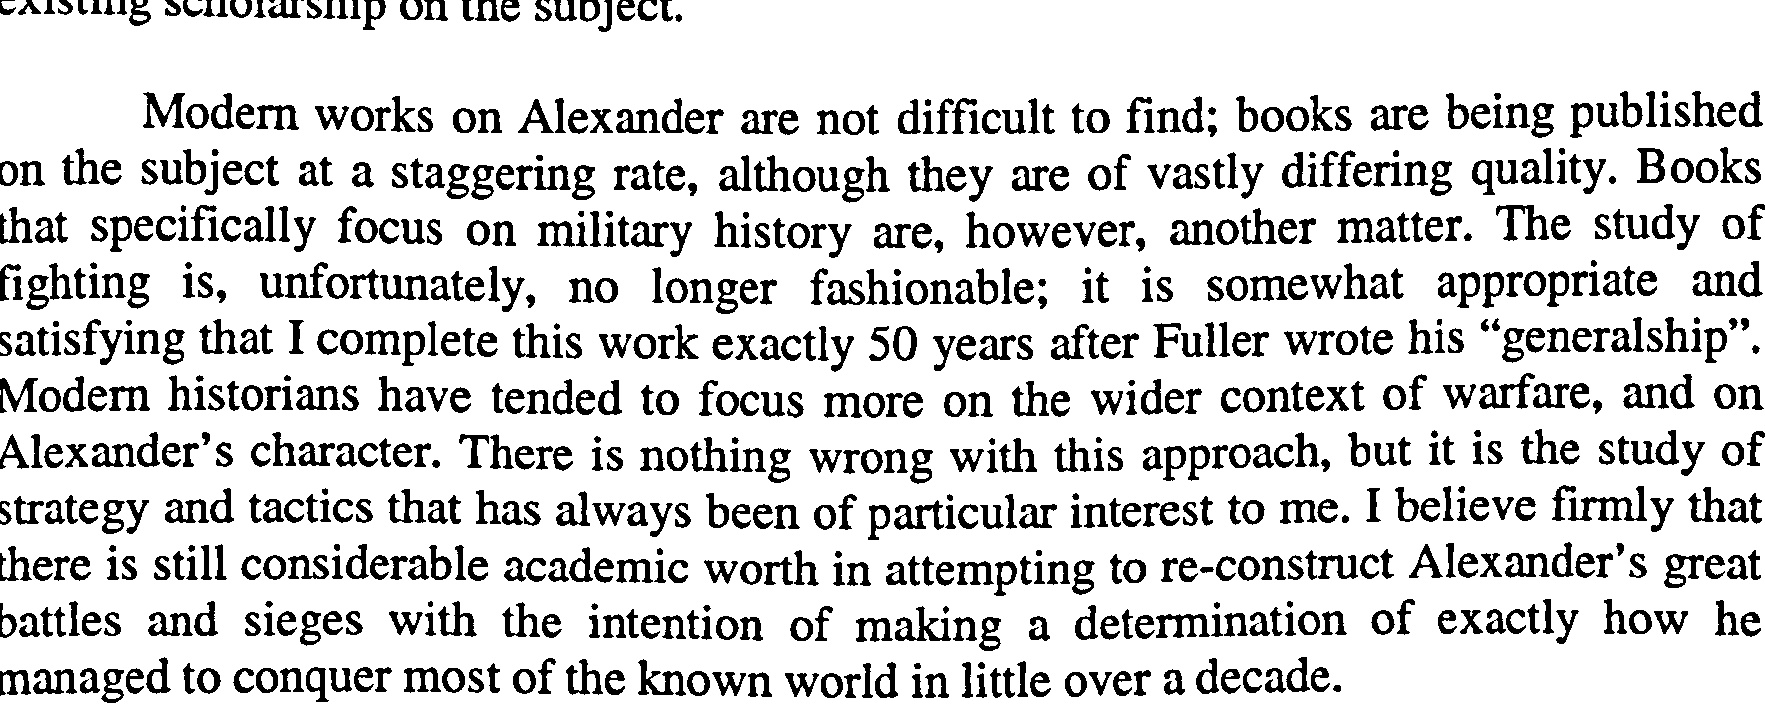 existing scholarship on the subject.
Modern works on Alexander are not difficult to find; books are being published
on the subject at a staggering rate, although they are of vastly differing quality. Books
that specifically focus on military history are, however, another matter. The study of
fighting is, unfortunately, no longer fashionable; it is somewhat appropriate and
satisfying that I complete this work exactly 50 years after Fuller wrote his “generalship”.
Modern historians have tended to focus more on the wider context of warfare, and on
Alexander’s character. There is nothing wrong with this approach, but it is the study of
strategy and tactics that has always been of particular interest to me. I believe firmly that
there is still considerable academic worth in attempting to re-construct Alexander’s great
battles and sieges with the intention of making a determination of exactly how he
managed to conquer most of the known world in little over a decade.